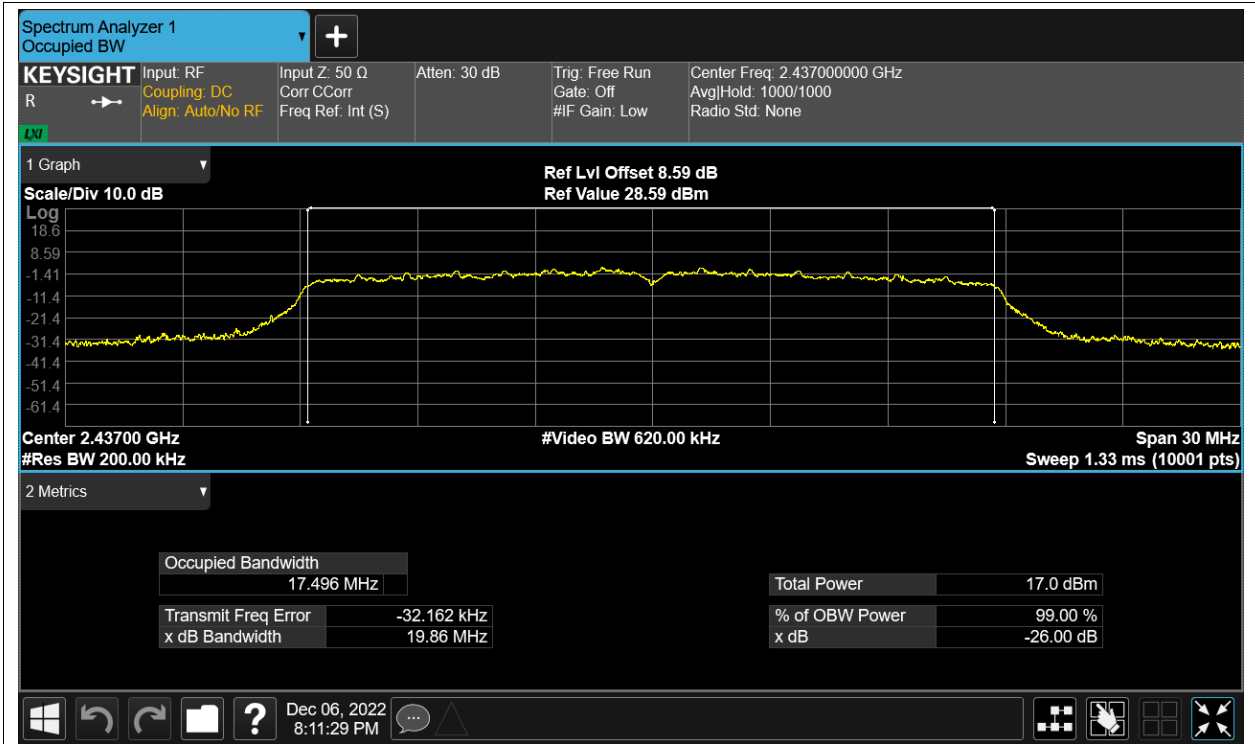 Spectrum Analyzer 1
Occupied BW
KEYSIGHT
R
LXI
Input: RF
Coupling: DC
Align: Auto/No RF
Input Z: 50 Ω
Corr CCorr
Freq Ref: Int (S)
Atten: 30 dB
Trig: Free Run
Gate: Off
#IF Gain: Low
Center Freq: 2.437000000 GHz
Avg|Hold: 1000/1000
Radio Std: None
1 Graph
Scale/Div 10.0 dB
Ref Lvl Offset 8.59 dB
Ref Value 28.59 dBm
Log
18.6
8.59
-1.41
-11.4
-21.4
-31.4
-41.4
-51.4
-61.4
Center 2.43700 GHz
#Video BW 620.00 kHz
Span 30 MHz
#Res BW 200.00 kHz
Sweep 1.33 ms (10001 pts)
2 Metrics
Occupied Bandwidth
17.496 MHz
Total Power 17.0 dBm
Transmit Freq Error -32.162 kHz
% of OBW Power 99.00 %
x dB Bandwidth 19.86 MHz
x dB -26.00 dB
?
Dec 06, 2022
8:11:29 PM